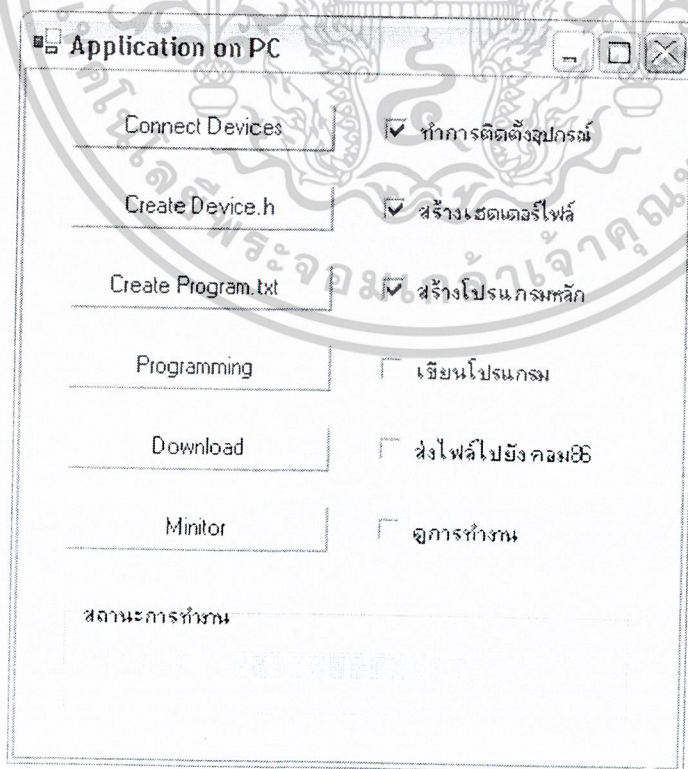 Application on PC
Connect Devices ทำการติดตั้งอุปกรณ์
Create Device.h สร้างเฮดเดอร์ไฟล์
Create Program.txt สร้างโปรแกรมหลัก
Programming เขียนโปรแกรม
Download ส่งไฟล์ไปยังคอม86
Minitor ดูการทำงาน
สถานะการทำงาน